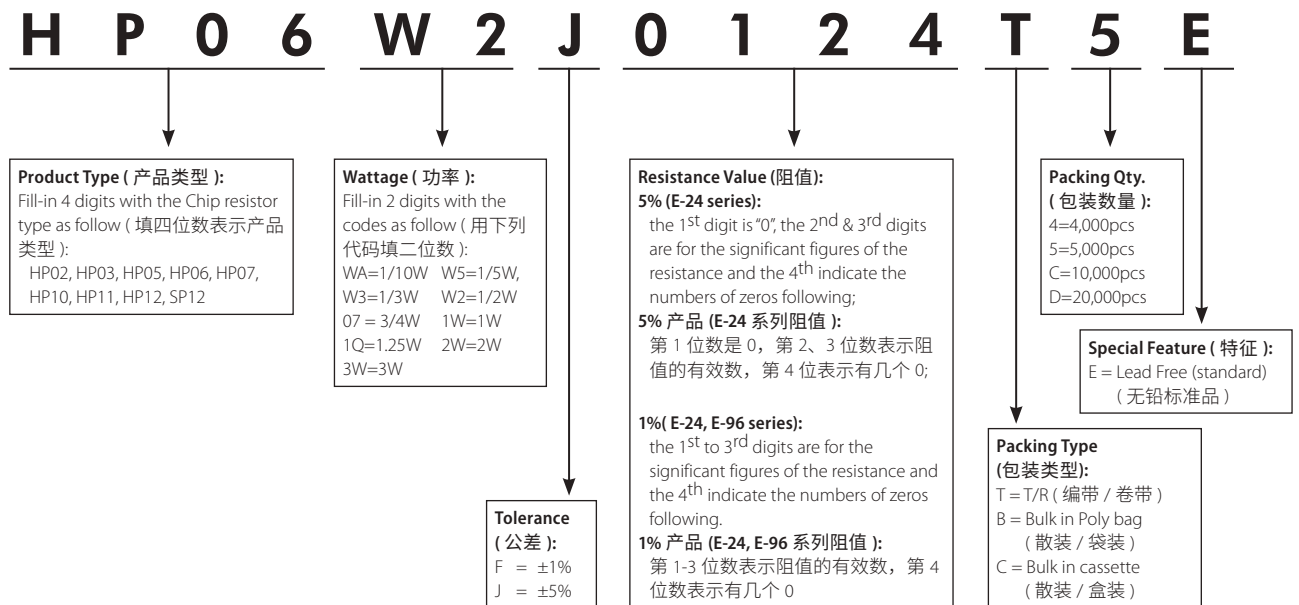 H P 0 6 W 2 J 0 1 2 4 T 5 E
Product Type ( 产品类型 ):
Fill-in 4 digits with the Chip resistor
type as follow ( 填四位数表示产品
类型 ):
HP02, HP03, HP05, HP06, HP07,
HP10, HP11, HP12, SP12
Wattage ( 功率 ):
Fill-in 2 digits with the
codes as follow ( 用下列
代码填二位数 ):
WA=1/10W W5=1/5W,
W3=1/3W W2=1/2W
07 = 3/4W 1W=1W
1Q=1.25W 2W=2W
3W=3W
Tolerance
( 公差 ):
F = ±1%
J = ±5%
Resistance Value (阻值):
5% (E-24 series):
the 1st digit is "0", the 2nd & 3rd digits
are for the significant figures of the
resistance and the 4th indicate the
numbers of zeros following;
5% 产品 (E-24 系列阻值 ):
第 1 位数是 0，第 2、3 位数表示阻
值的有效数，第 4 位表示有几个 0;
1%( E-24, E-96 series):
the 1st to 3rd digits are for the
significant figures of the resistance and
the 4th indicate the numbers of zeros
following.
1% 产品 (E-24, E-96 系列阻值 ):
第 1-3 位数表示阻值的有效数，第 4
位数表示有几个 0
Packing Type
(包装类型):
T = T/R ( 编带 / 卷带 )
B = Bulk in Poly bag
( 散装 / 袋装 )
C = Bulk in cassette
( 散装 / 盒装 )
Packing Qty.
( 包装数量 ):
4=4,000pcs
5=5,000pcs
C=10,000pcs
D=20,000pcs
Special Feature ( 特征 ):
E = Lead Free (standard)
( 无铅标准品 )